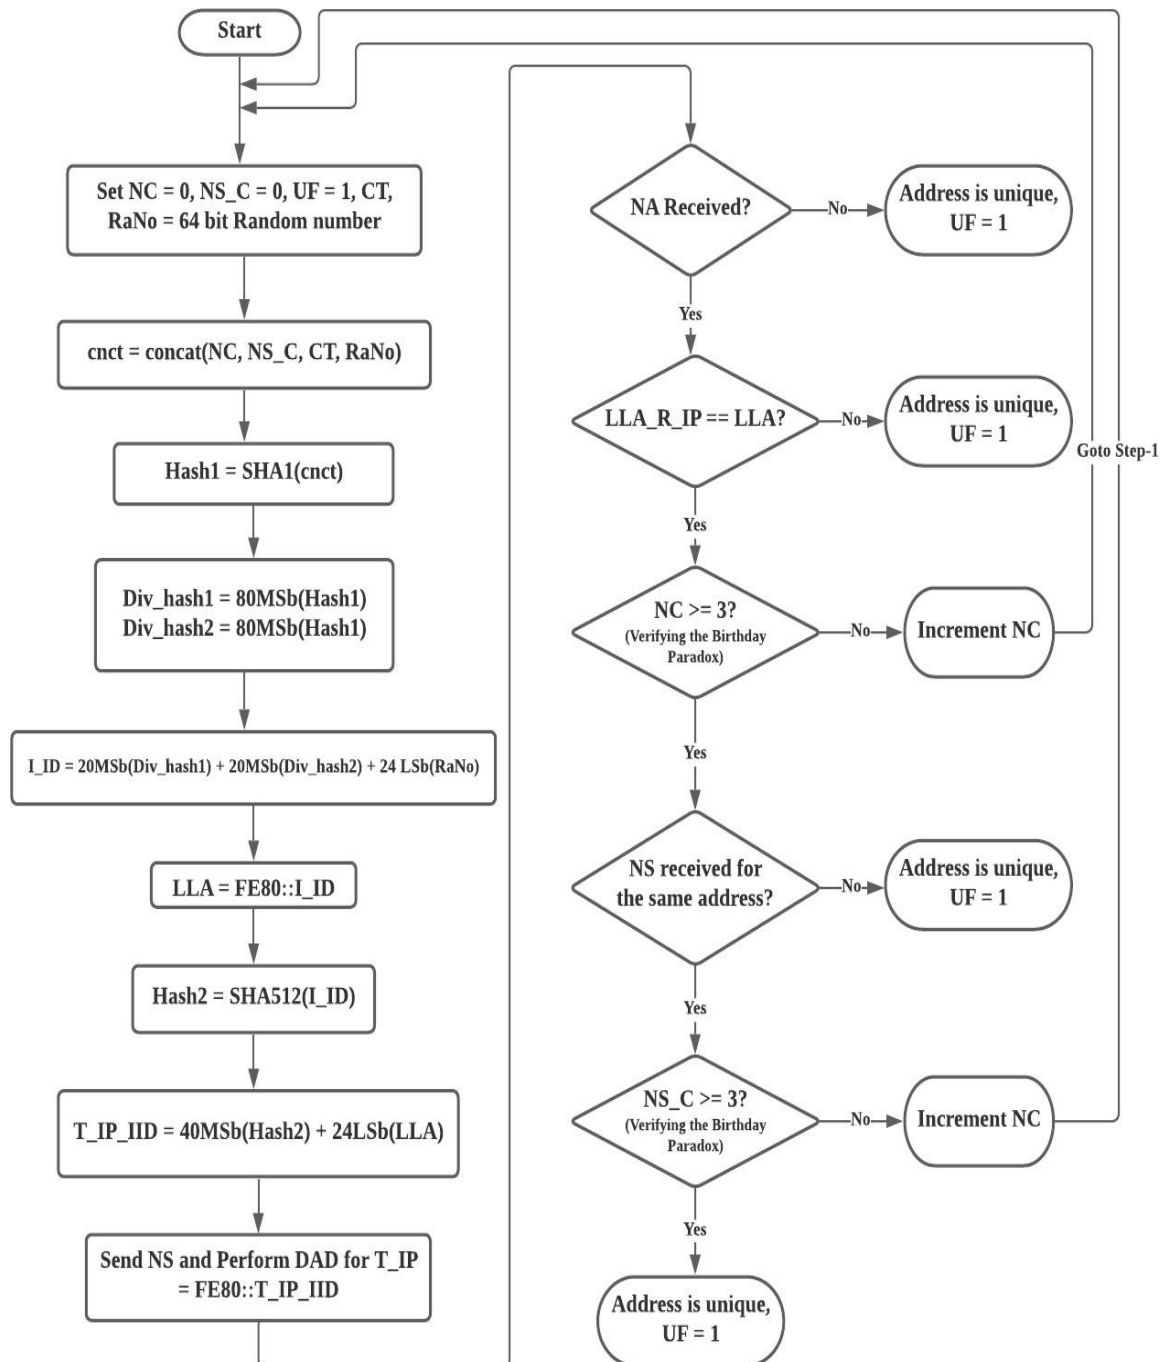 Start
Set NC = 0, NS_C = 0, UF = 1, CT,
RaNo = 64 bit Random number
cnct = concat(NC, NS_C, CT, RaNo)
Hash1 = SHA1(cnct)
Div_hash1 = 80MSb(Hash1)
Div_hash2 = 80MSb(Hash1)
I_ID = 20MSb(Div_hash1) + 20MSb(Div_hash2) + 24 LSb(RaNo)
LLA = FE80::I_ID
Hash2 = SHA512(I_ID)
T_IP_IID = 40MSb(Hash2) + 24LSb(LLA)
Send NS and Perform DAD for T_IP
= FE80::T_IP_IID
NA Received?
No
Address is unique,
UF = 1
Yes
LLA_R_IP == LLA?
No
Address is unique,
UF = 1
Goto Step-1
Yes
NC >= 3?
(Verifying the Birthday
Paradox)
No
Increment NC
Yes
NS received for
the same address?
No
Address is unique,
UF = 1
Yes
NS_C >= 3?
(Verifying the Birthday
Paradox)
No
Increment NC
Yes
Address is unique,
UF = 1